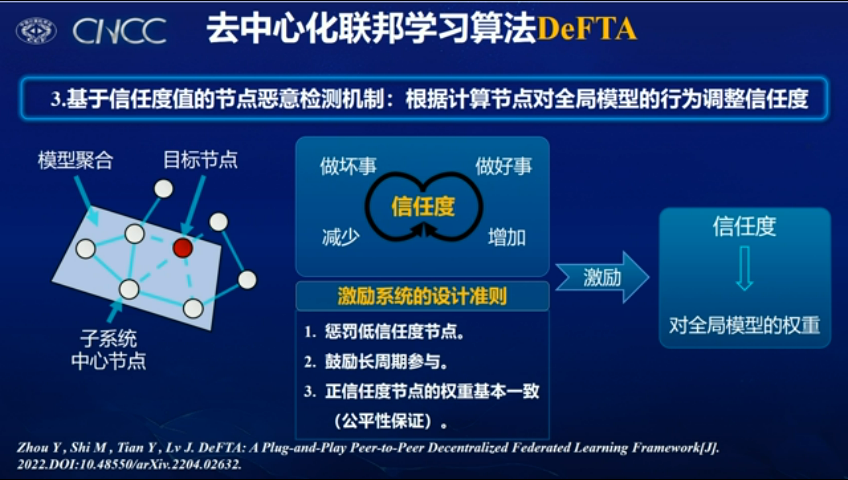 CNCC
去中心化联邦学习算法DeFTA
3.基于信任度值的节点恶意检测机制：根据计算节点对全局模型的行为调整信任度
模型聚合
目标节点
子系统
中心节点
做坏事
做好事
信任度
减少
增加
激励系统的设计准则
1. 惩罚低信任度节点。
2. 鼓励长周期参与。
3. 正信任度节点的权重基本一致
（公平性保证）。
激励
信任度
对全局模型的权重
Zhou Y , Shi M , Tian Y , Lv J. DeFTA: A Plug-and-Play Peer-to-Peer Decentralized Federated Learning Framework[J].
2022.DOI:10.48550/arXiv.2204.02632.